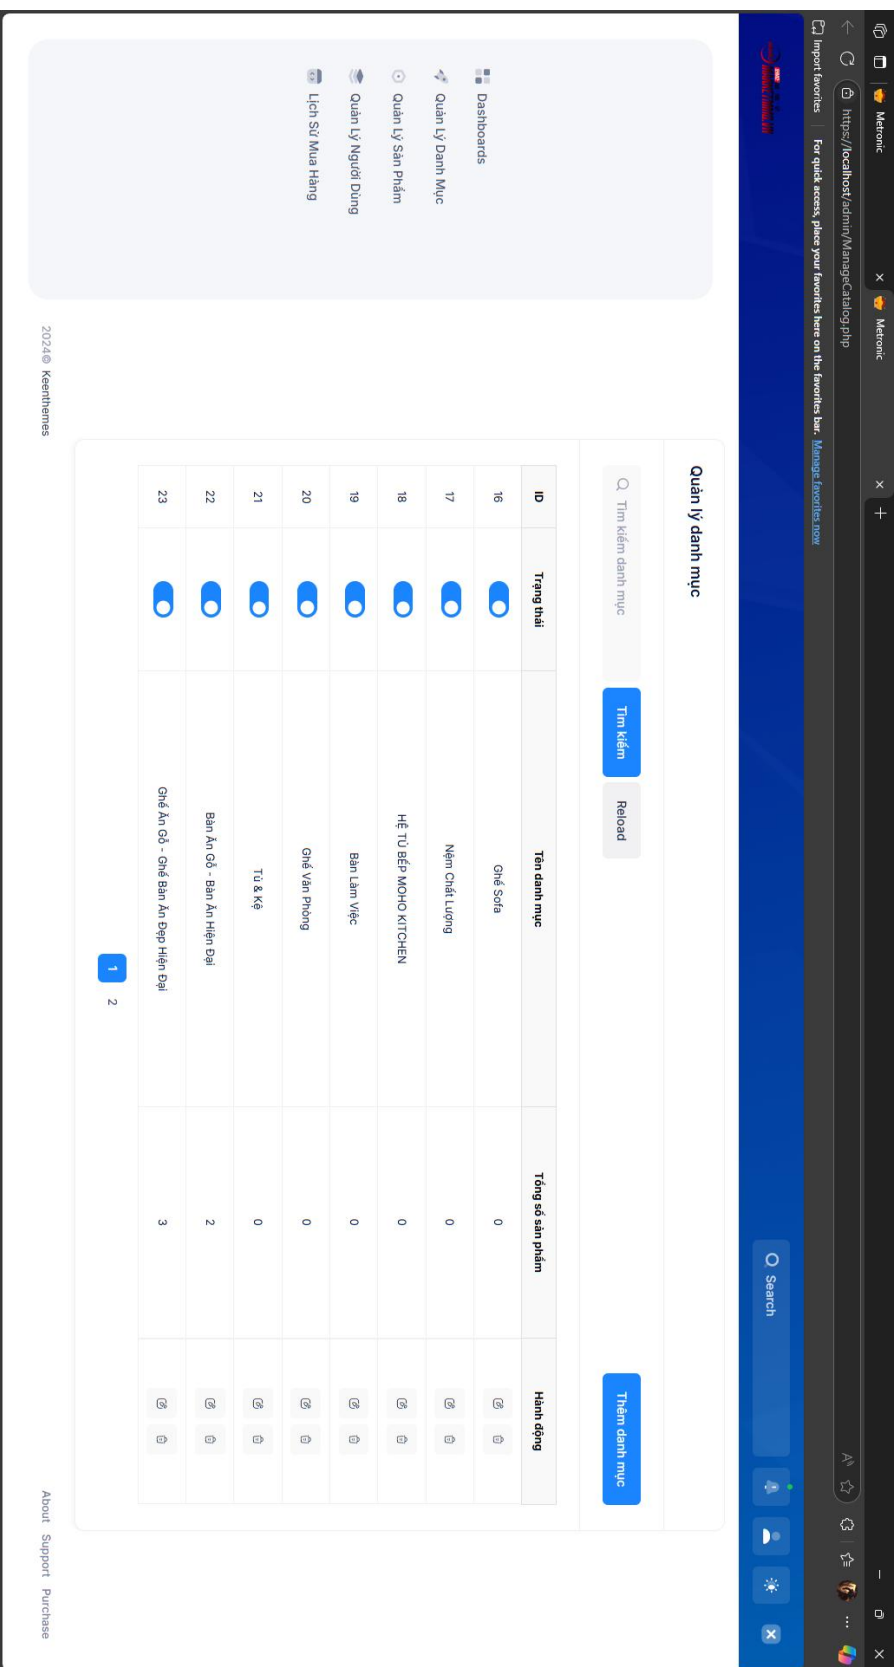 Metronic
Metronic
https://localhost/admin/ManageCatalog.php
Import favorites
For quick access, place your favorites here on the favorites bar. Manage favorites now
Search
Dashboards
Quản Lý Danh Mục
Quản Lý Sản Phẩm
Quản Lý Người Dùng
Lịch Sử Mua Hàng
Quản lý danh mục
Tìm kiếm danh mục
Tìm kiếm
Reload
Thêm danh mục
ID Trạng thái Tên danh mục Tổng số sản phẩm Hành động
16 Ghế Sofa 0
17 Nệm Chất Lượng 0
18 HỆ TỦ BẾP MOHO KITCHEN 0
19 Bàn Làm Việc 0
20 Ghế Văn Phòng 0
21 Tủ & Kệ 0
22 Bàn Ăn Gỗ - Bàn Ăn Hiện Đại 2
23 Ghế Ăn Gỗ - Ghế Bàn Ăn Đẹp Hiện Đại 3
1 2
2024© Keenthemes
About Support Purchase